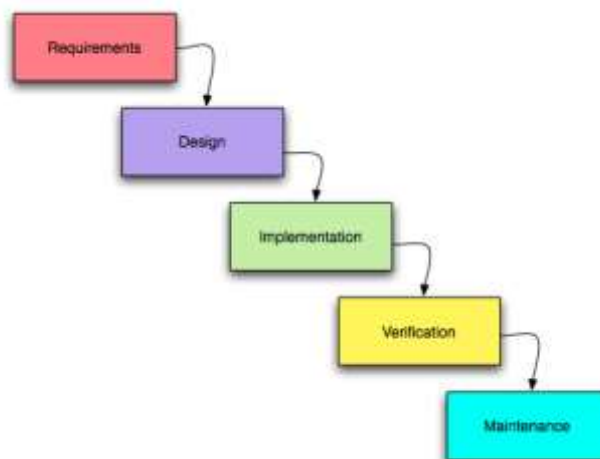 Requirements
Design
Implementation
Verification
Maintenance